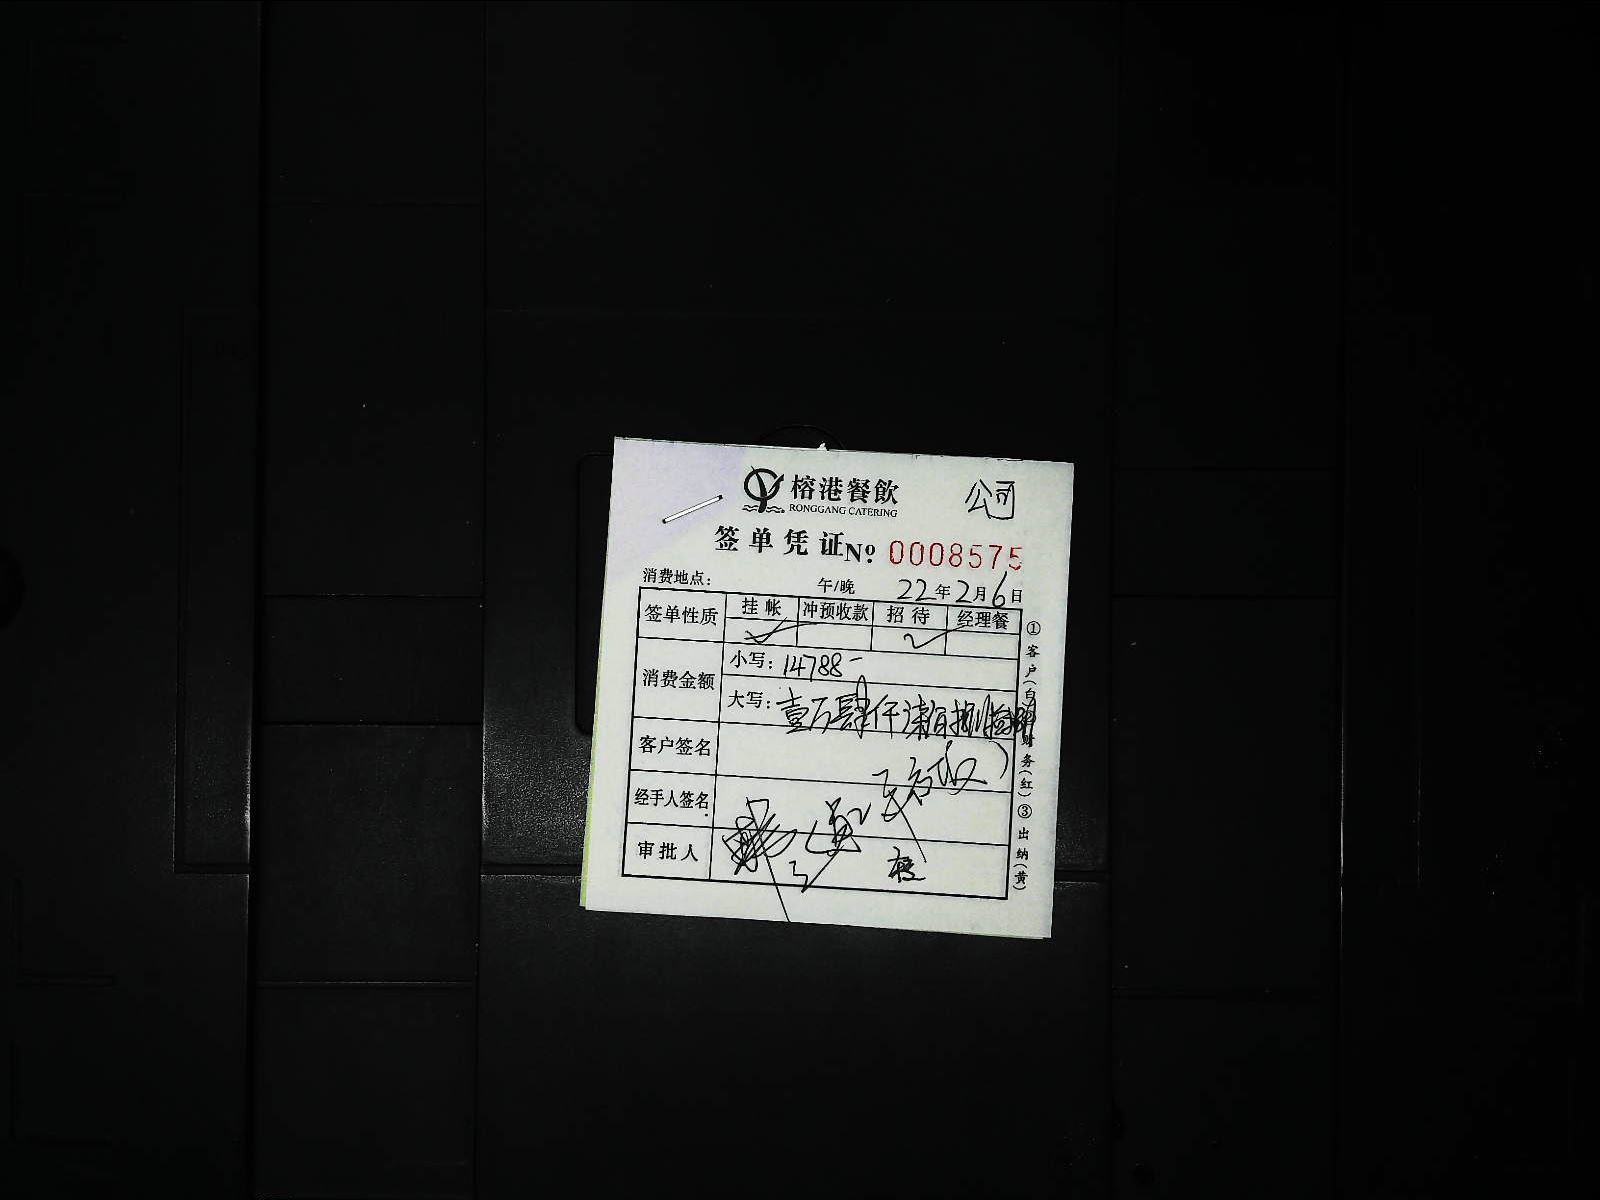 榕港餐飲
RONGGANG CATERING
公司
签单凭证 №: 0008575
消费地点: 午/晚 22年2月6日
签单性质 挂帐 冲预收款 招待 经理餐
✓ ✓
消费金额 小写: 14788-
大写: 壹万肆仟柒佰捌拾捌
客户签名
经手人签名
审批人
①客户(白) 财务(红) ③出纳(黄)